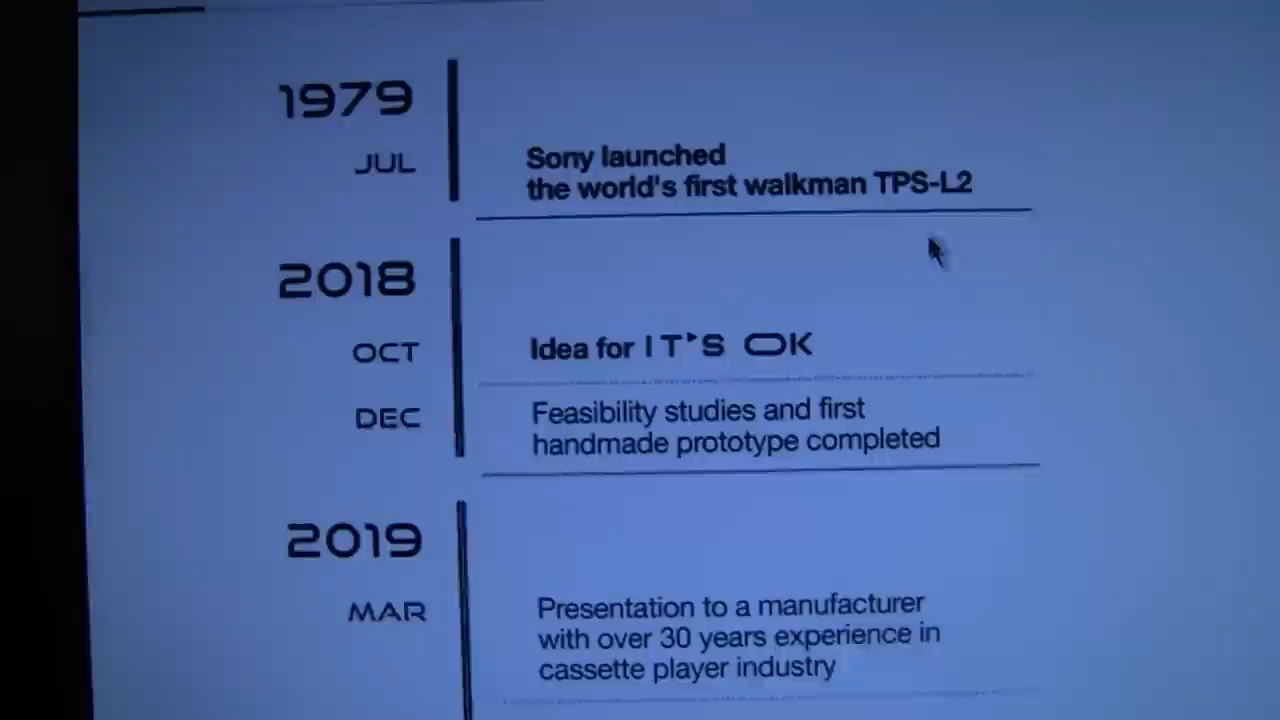 1979
JUL
Sony launched
the world's first walkman TPS-L2
2018
OCT
Idea for IT'S OK
DEC
Feasibility studies and first
handmade prototype completed
2019
MAR
Presentation to a manufacturer
with over 30 years experience in
cassette player industry